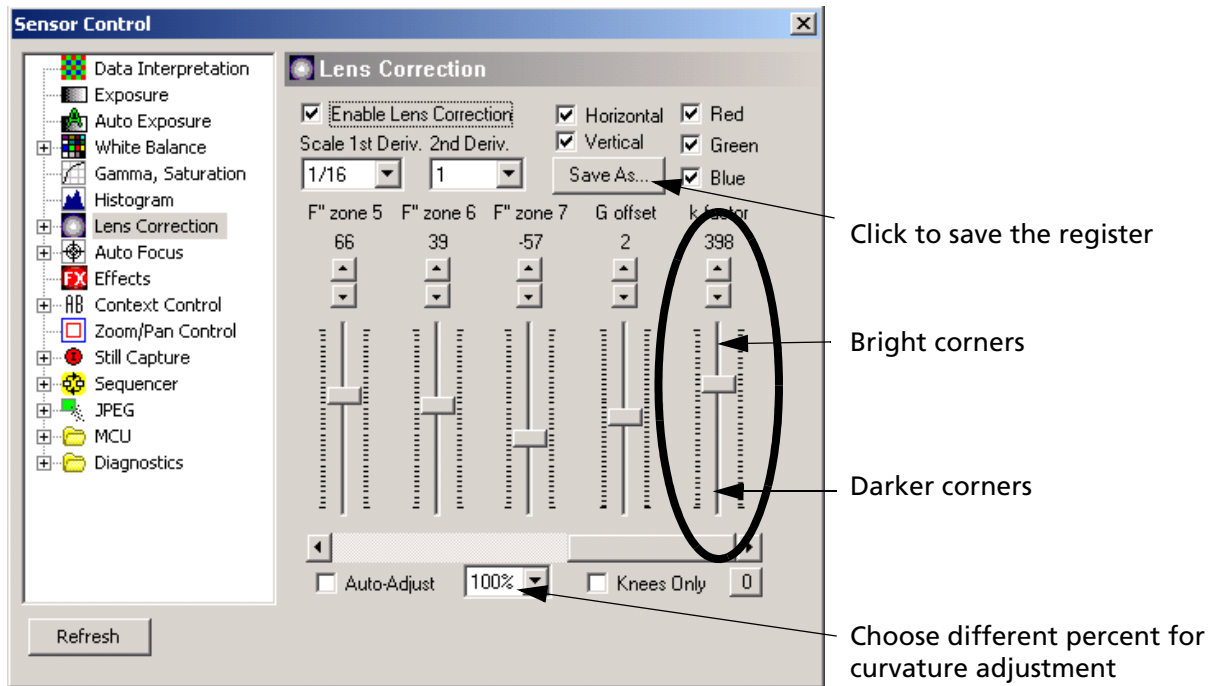 Sensor Control
Data Interpretation
Exposure
Auto Exposure
White Balance
Gamma, Saturation
Histogram
Lens Correction
Auto Focus
Effects
Context Control
Zoom/Pan Control
Still Capture
Sequencer
JPEG
MCU
Diagnostics
Refresh
Lens Correction
Enable Lens Correction
Horizontal
Red
Scale 1st Deriv. 2nd Deriv.
Vertical
Green
1/16
1
Save As...
Blue
F" zone 5 F" zone 6 F" zone 7 G offset k factor
66 39 -57 2 398
Auto-Adjust
100%
Knees Only
0
Click to save the register
Bright corners
Darker corners
Choose different percent for
curvature adjustment